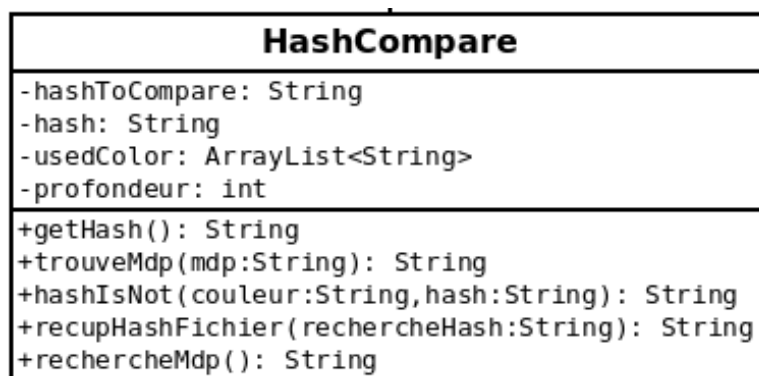 HashCompare
-hashToCompare: String
-hash: String
-usedColor: ArrayList<String>
-profondeur: int
+getHash(): String
+trouveMdp(mdp:String): String
+hashIsNot(couleur:String,hash:String): String
+recupHashFichier(rechercheHash:String): String
+rechercheMdp(): String